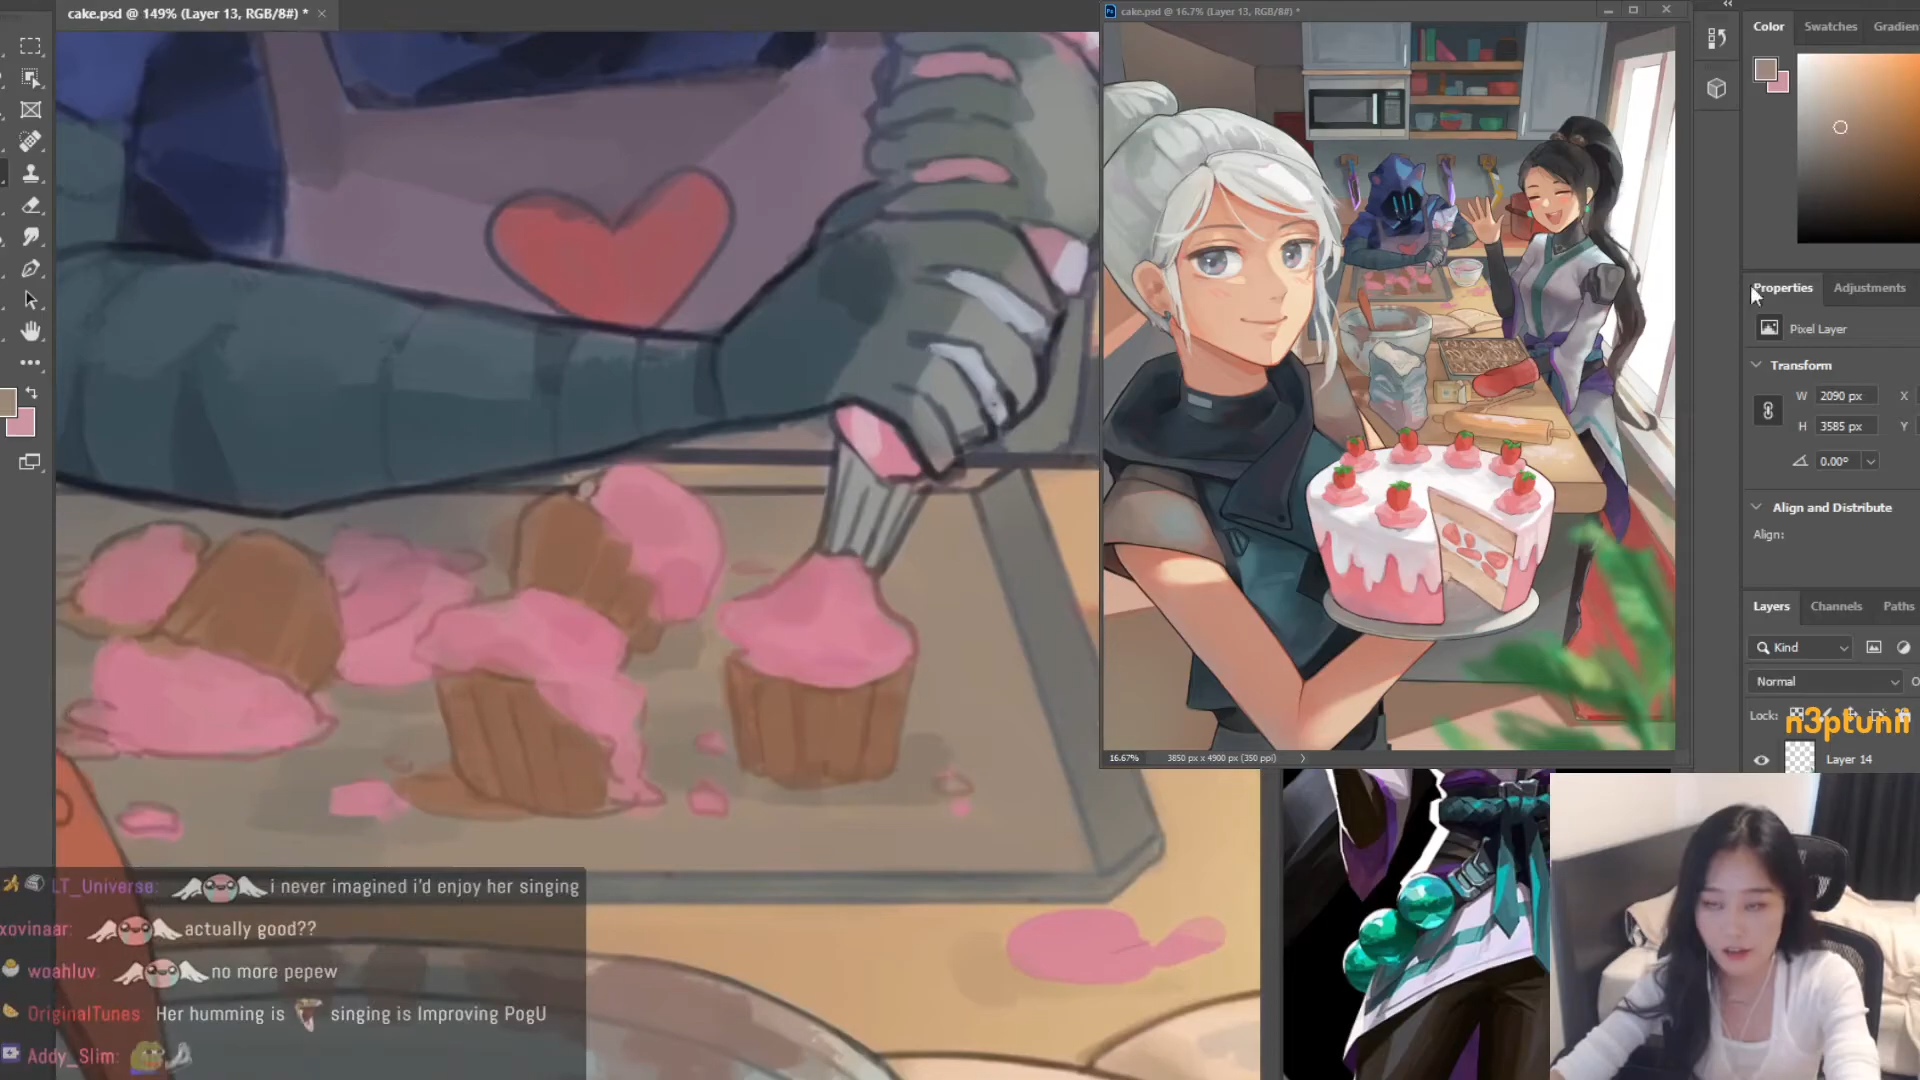 cake.psd @ 149% (Layer 13, RGB/8#) *
cake.psd @ 16.7% (Layer 13, RGB/8#) *
Color
Swatches
Gradien
Properties
Adjustments
Pixel Layer
Transform
W 2090 px X
H 3585 px Y
0.00°
Align and Distribute
Align:
Layers
Channels
Paths
Kind
Normal
Lock:
n3ptunii
Layer 14
16.67%
3850 px x 4900 px (350 ppi)
LT_Universe: i never imagined i'd enjoy her singing
xovinaar: actually good??
woahluv: no more pepew
OriginalTunes: Her humming is singing is Improving PogU
Addy_Slim: